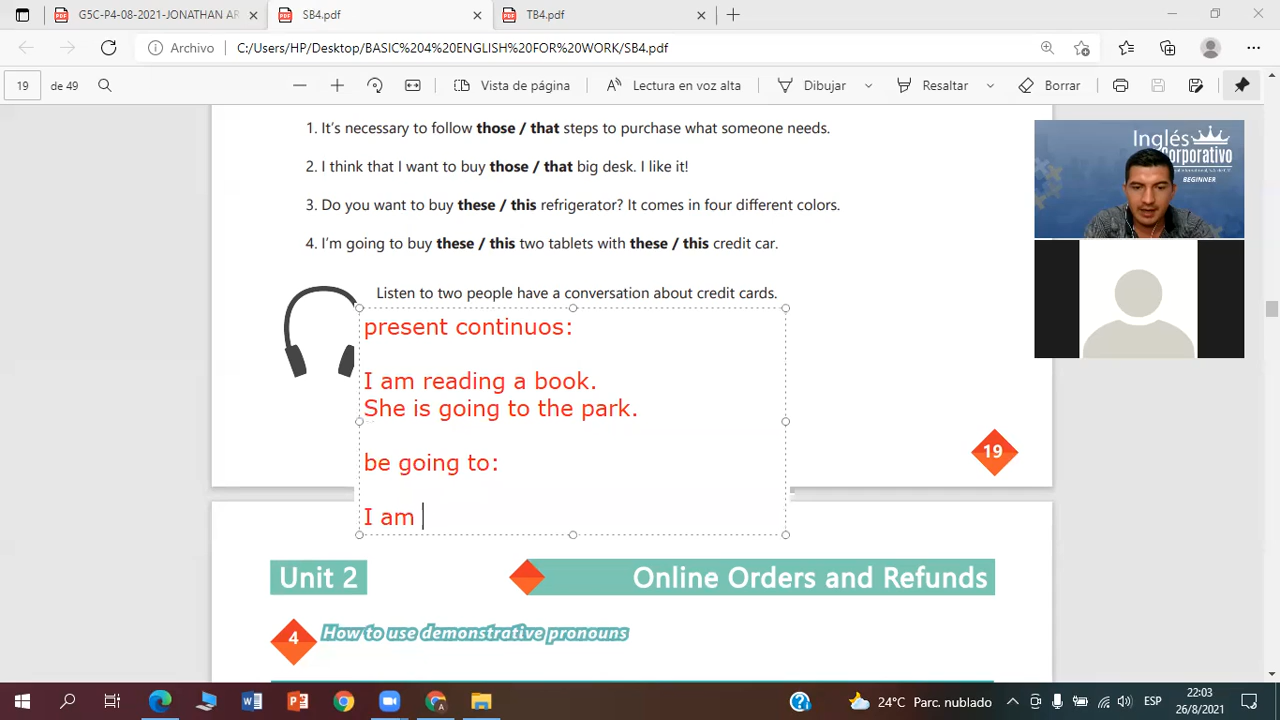 G5C-P4-08-2021-JONATHAN AR
SB4.pdf
TB4.pdf
Archivo
C:/Users/HP/Desktop/BASIC%204%20ENGLISH%20FOR%20WORK/SB4.pdf
19
de 49
Vista de página
Lectura en voz alta
Dibujar
Resaltar
Borrar
1. It's necessary to follow those / that steps to purchase what someone needs.
2. I think that I want to buy those / that big desk. I like it!
3. Do you want to buy these / this refrigerator? It comes in four different colors.
4. I'm going to buy these / this two tablets with these / this credit car.
Listen to two people have a conversation about credit cards.
present continuos:
I am reading a book.
She is going to the park.
be going to:
I am
19
Inglés
Corporativo
BEGINNER
Unit 2
Online Orders and Refunds
4
How to use demonstrative pronouns
24°C Parc. nublado
ESP
22:03
26/8/2021